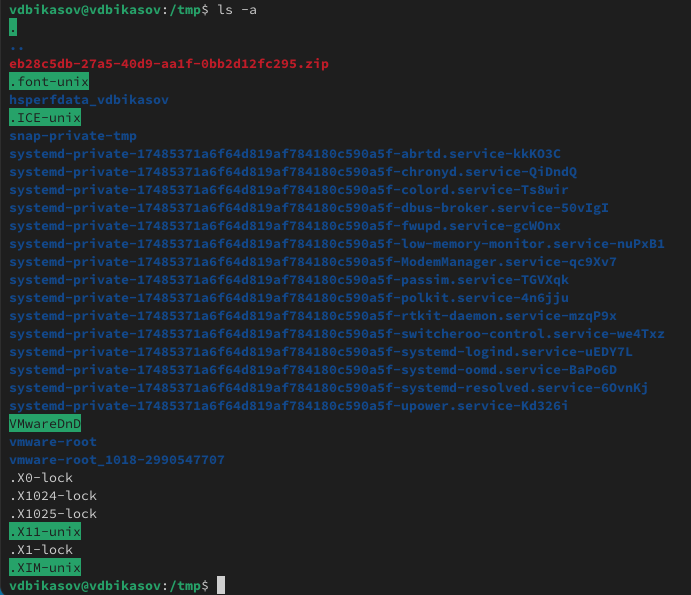 vdbikasov@vdbikasov:/tmp$ ls -a
.
..
eb28c5db-27a5-40d9-aa1f-0bb2d12fc295.zip
.font-unix
hsperfdata_vdbikasov
.ICE-unix
snap-private-tmp
systemd-private-17485371a6f64d819af784180c590a5f-abrtd.service-kkKO3C
systemd-private-17485371a6f64d819af784180c590a5f-chronyd.service-QiDndQ
systemd-private-17485371a6f64d819af784180c590a5f-colord.service-Ts8wir
systemd-private-17485371a6f64d819af784180c590a5f-dbus-broker.service-50vIgI
systemd-private-17485371a6f64d819af784180c590a5f-fwupd.service-gcWOnx
systemd-private-17485371a6f64d819af784180c590a5f-low-memory-monitor.service-nuPxB1
systemd-private-17485371a6f64d819af784180c590a5f-ModemManager.service-qc9Xv7
systemd-private-17485371a6f64d819af784180c590a5f-passim.service-TGVXqk
systemd-private-17485371a6f64d819af784180c590a5f-polkit.service-4n6jju
systemd-private-17485371a6f64d819af784180c590a5f-rtkit-daemon.service-mzqP9x
systemd-private-17485371a6f64d819af784180c590a5f-switcheroo-control.service-we4Txz
systemd-private-17485371a6f64d819af784180c590a5f-systemd-logind.service-uEDY7L
systemd-private-17485371a6f64d819af784180c590a5f-systemd-oomd.service-BaPo6D
systemd-private-17485371a6f64d819af784180c590a5f-systemd-resolved.service-6OvnKj
systemd-private-17485371a6f64d819af784180c590a5f-upower.service-Kd326i
VMwareDnD
vmware-root
vmware-root_1018-2990547707
.X0-lock
.X1024-lock
.X1025-lock
.X11-unix
.X1-lock
.XIM-unix
vdbikasov@vdbikasov:/tmp$